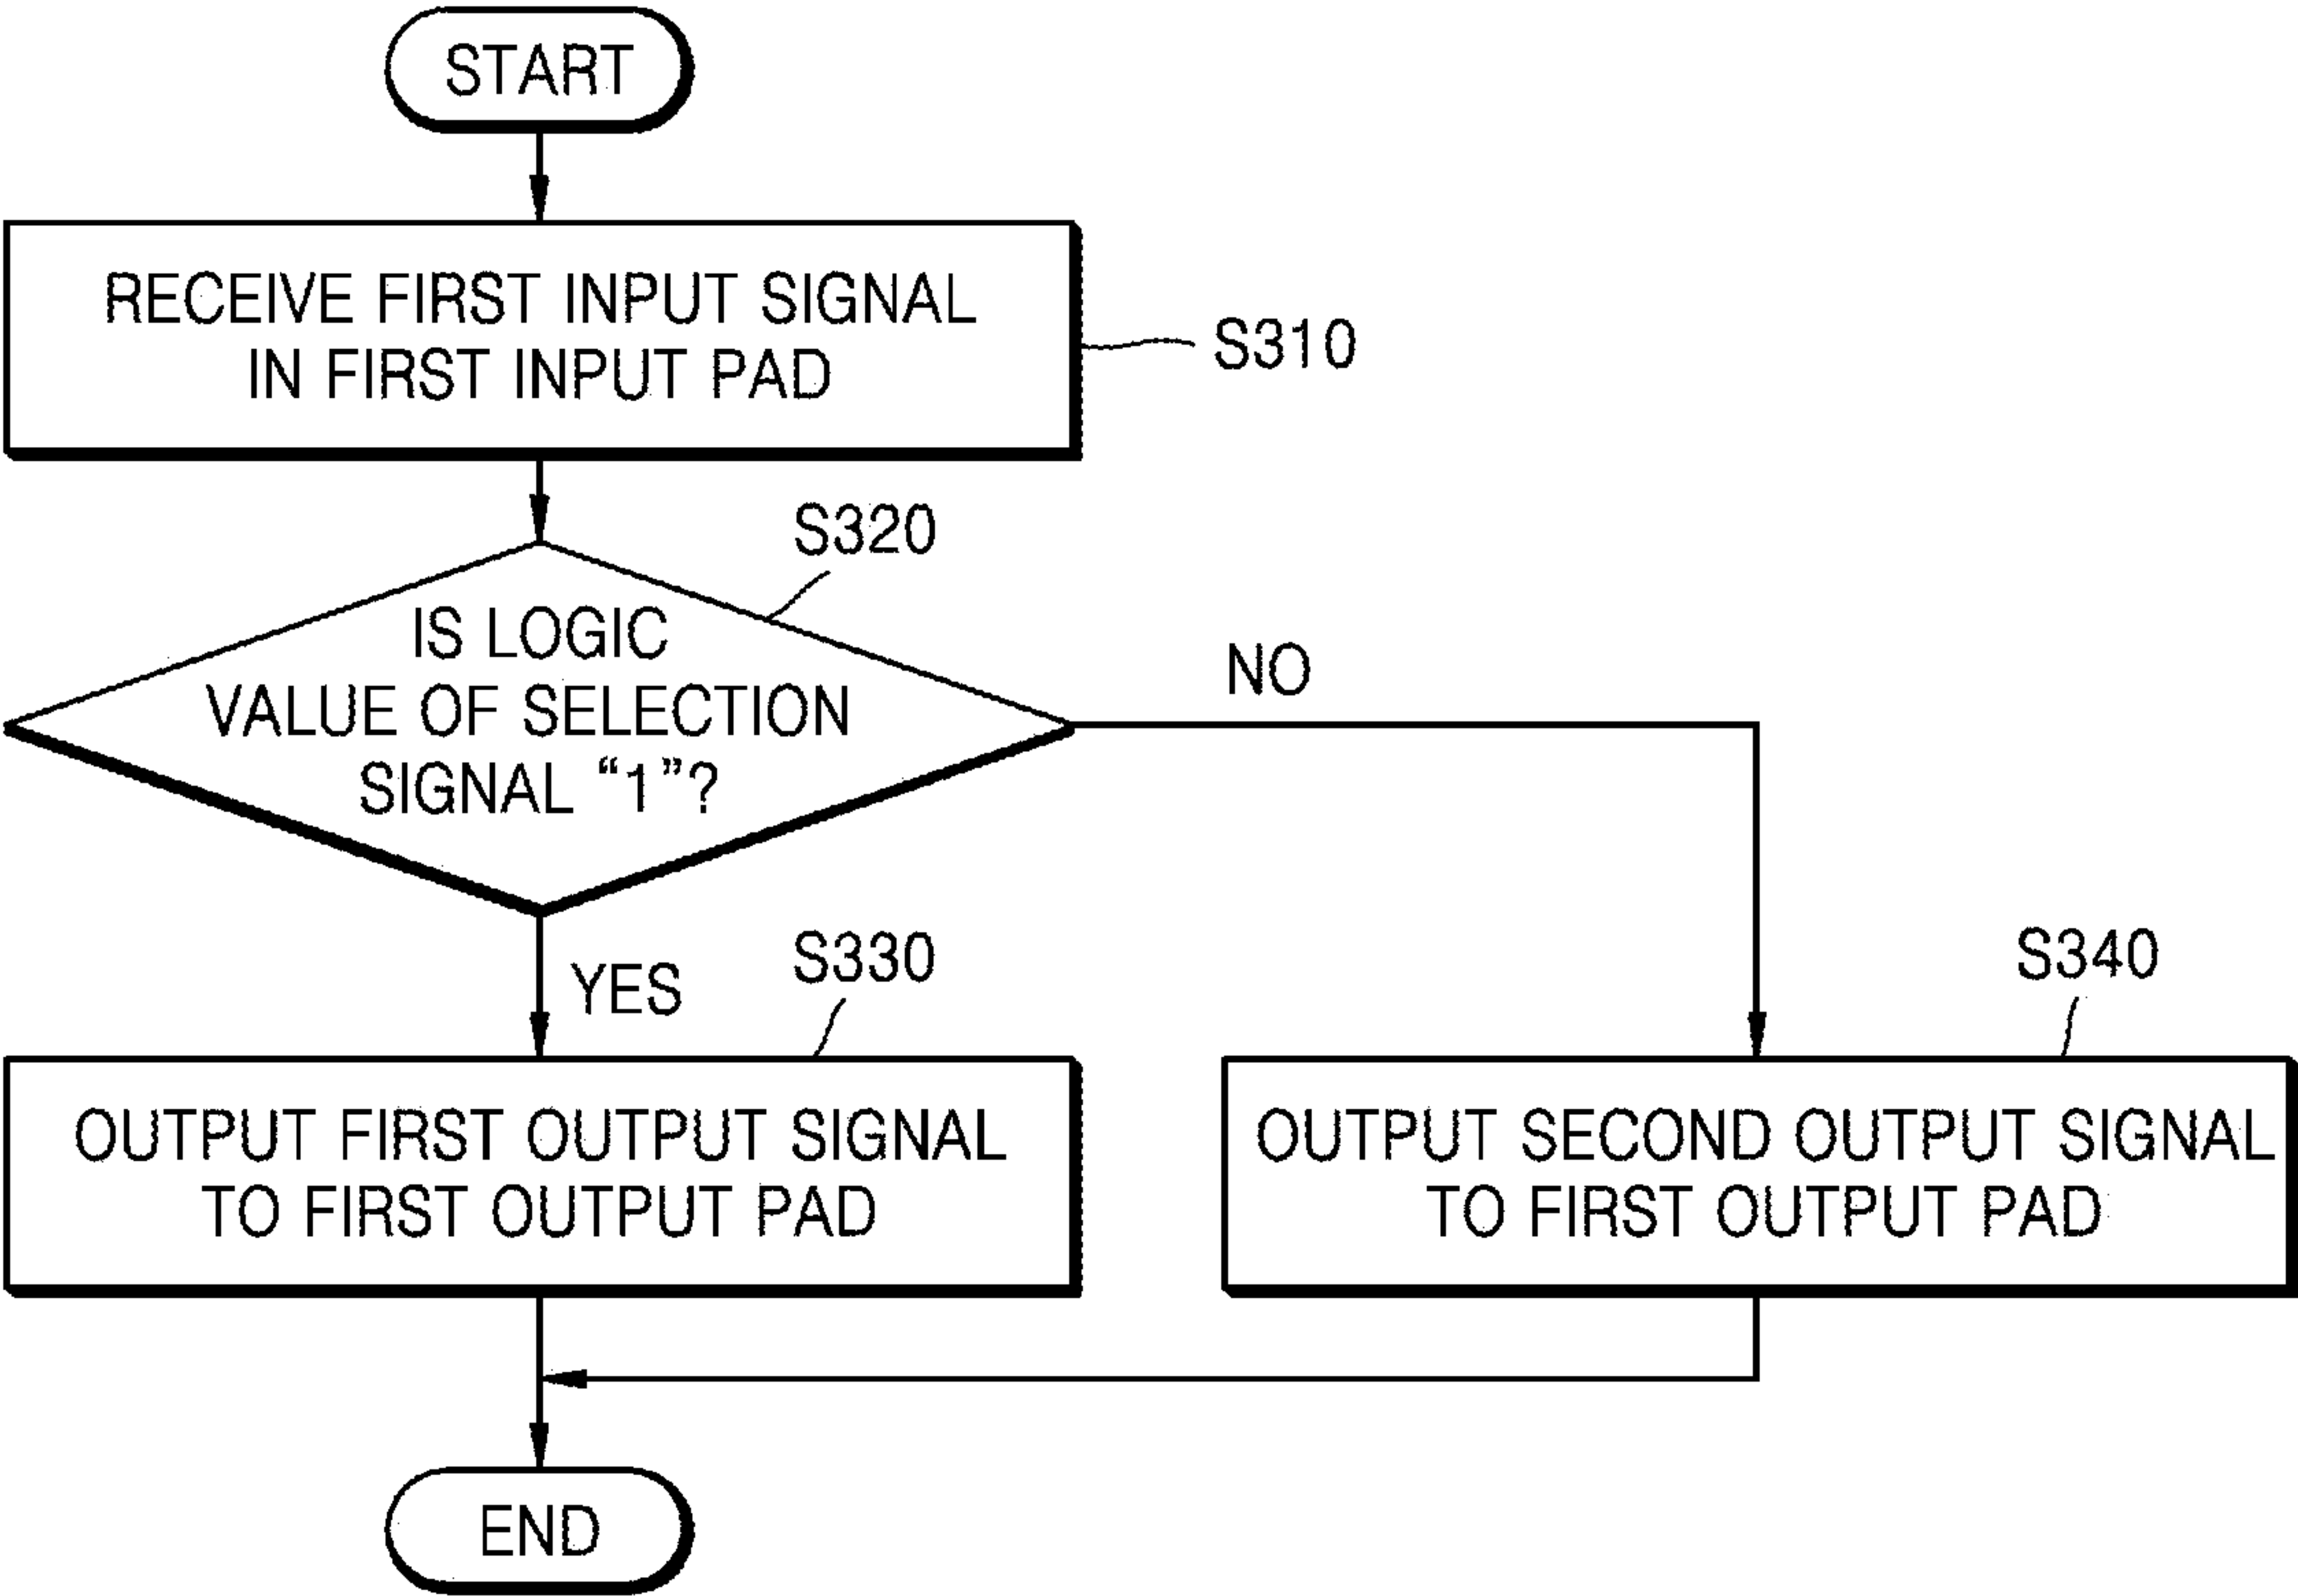 START
RECEIVE FIRST INPUT SIGNAL
IN FIRST INPUT PAD
S310
S320
IS LOGIC
VALUE OF SELECTION
SIGNAL “1”?
NO
YES
S330
S340
OUTPUT FIRST OUTPUT SIGNAL
TO FIRST OUTPUT PAD
OUTPUT SECOND OUTPUT SIGNAL
TO FIRST OUTPUT PAD
END